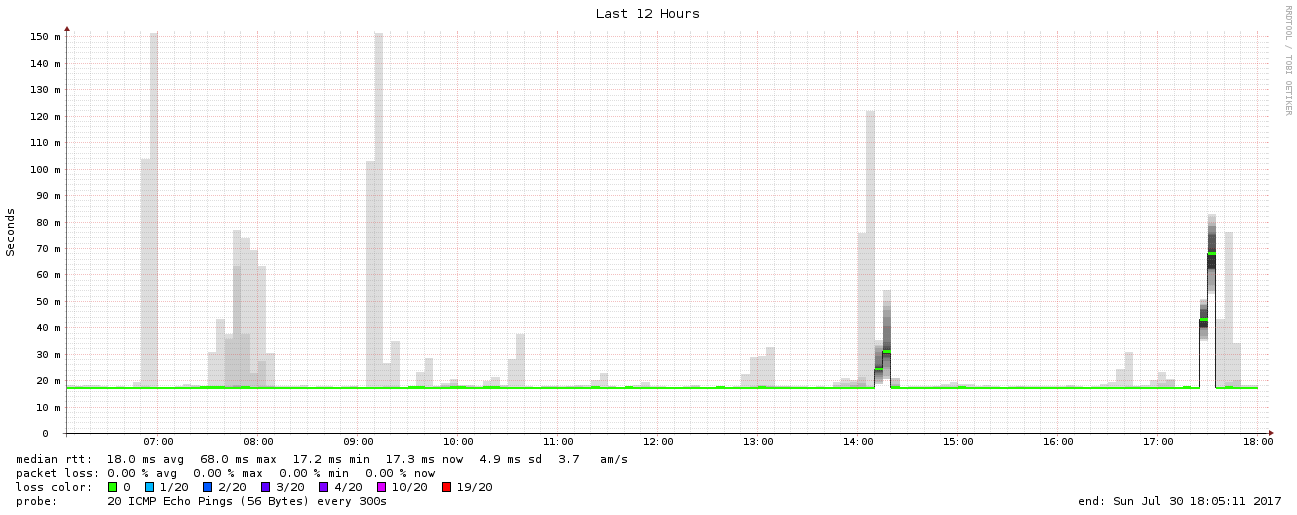 Last 12 Hours
RRDTOOL / TOBI OETIKER
Seconds
150 m
140 m
130 m
120 m
110 m
100 m
90 m
80 m
70 m
60 m
50 m
40 m
30 m
20 m
10 m
0
07:00 08:00 09:00 10:00 11:00 12:00 13:00 14:00 15:00 16:00 17:00 18:00
median rtt: 18.0 ms avg 68.0 ms max 17.2 ms min 17.3 ms now 4.9 ms sd 3.7 am/s
packet loss: 0.00 % avg 0.00 % max 0.00 % min 0.00 % now
loss color: 0 1/20 2/20 3/20 4/20 10/20 19/20
probe: 20 ICMP Echo Pings (56 Bytes) every 300s end: Sun Jul 30 18:05:11 2017